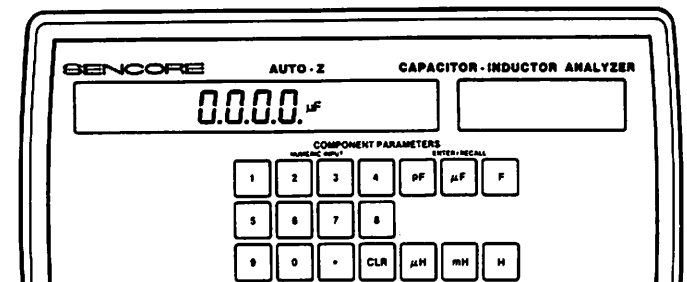 SENCORE AUTO-Z CAPACITOR-INDUCTOR ANALYZER
0.0.0.0. µF
COMPONENT PARAMETERS
NUMERIC INPUT ENTER-RECALL
1 2 3 4 pF µF F
5 6 7 8
9 0 • CLR µH mH H